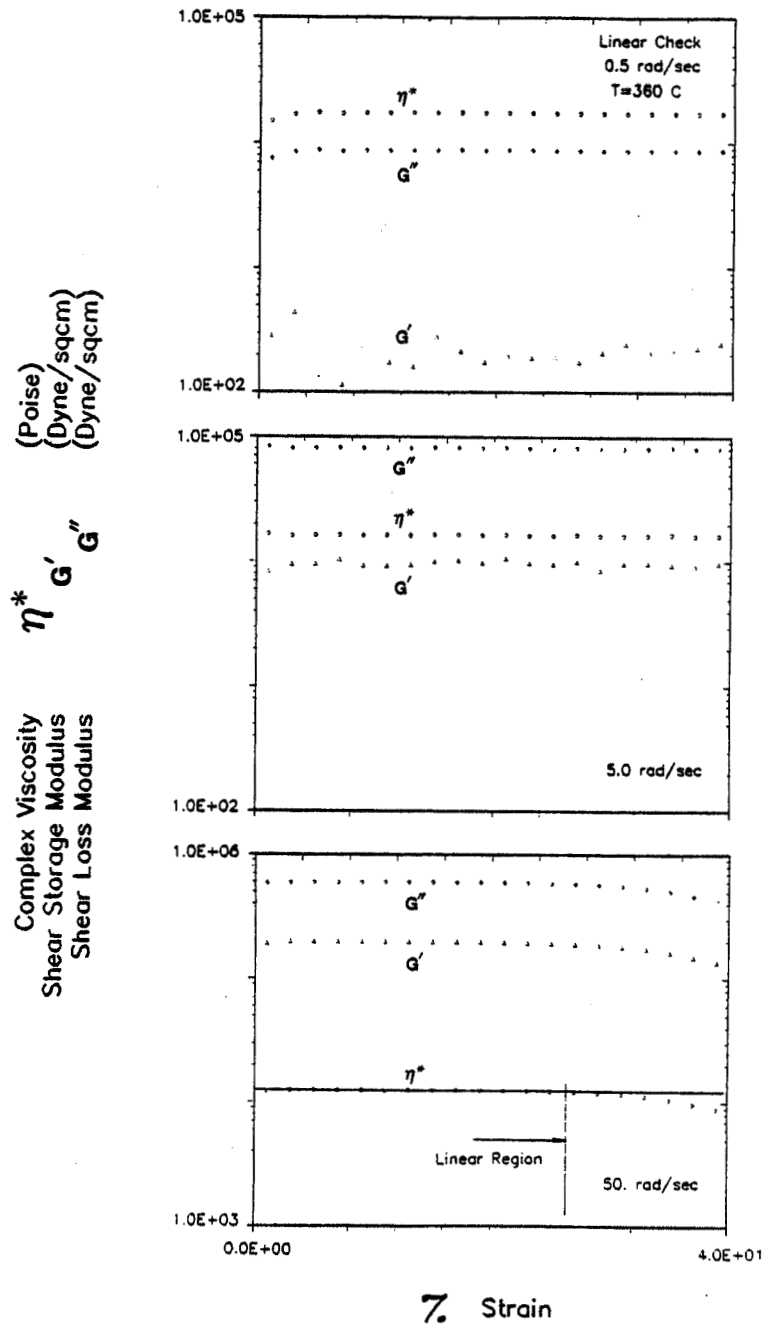 1.0E+05
Linear Check
0.5 rad/sec
T=360 C
η*
G″
G′
1.0E+02
1.0E+05
G″
η*
G′
5.0 rad/sec
1.0E+02
1.0E+06
G″
G′
η*
Linear Region
50. rad/sec
1.0E+03
0.0E+00
4.0E+01
% Strain
Complex Viscosity η* (Poise)
Shear Storage Modulus G′ (Dyne/sqcm)
Shear Loss Modulus G″ (Dyne/sqcm)